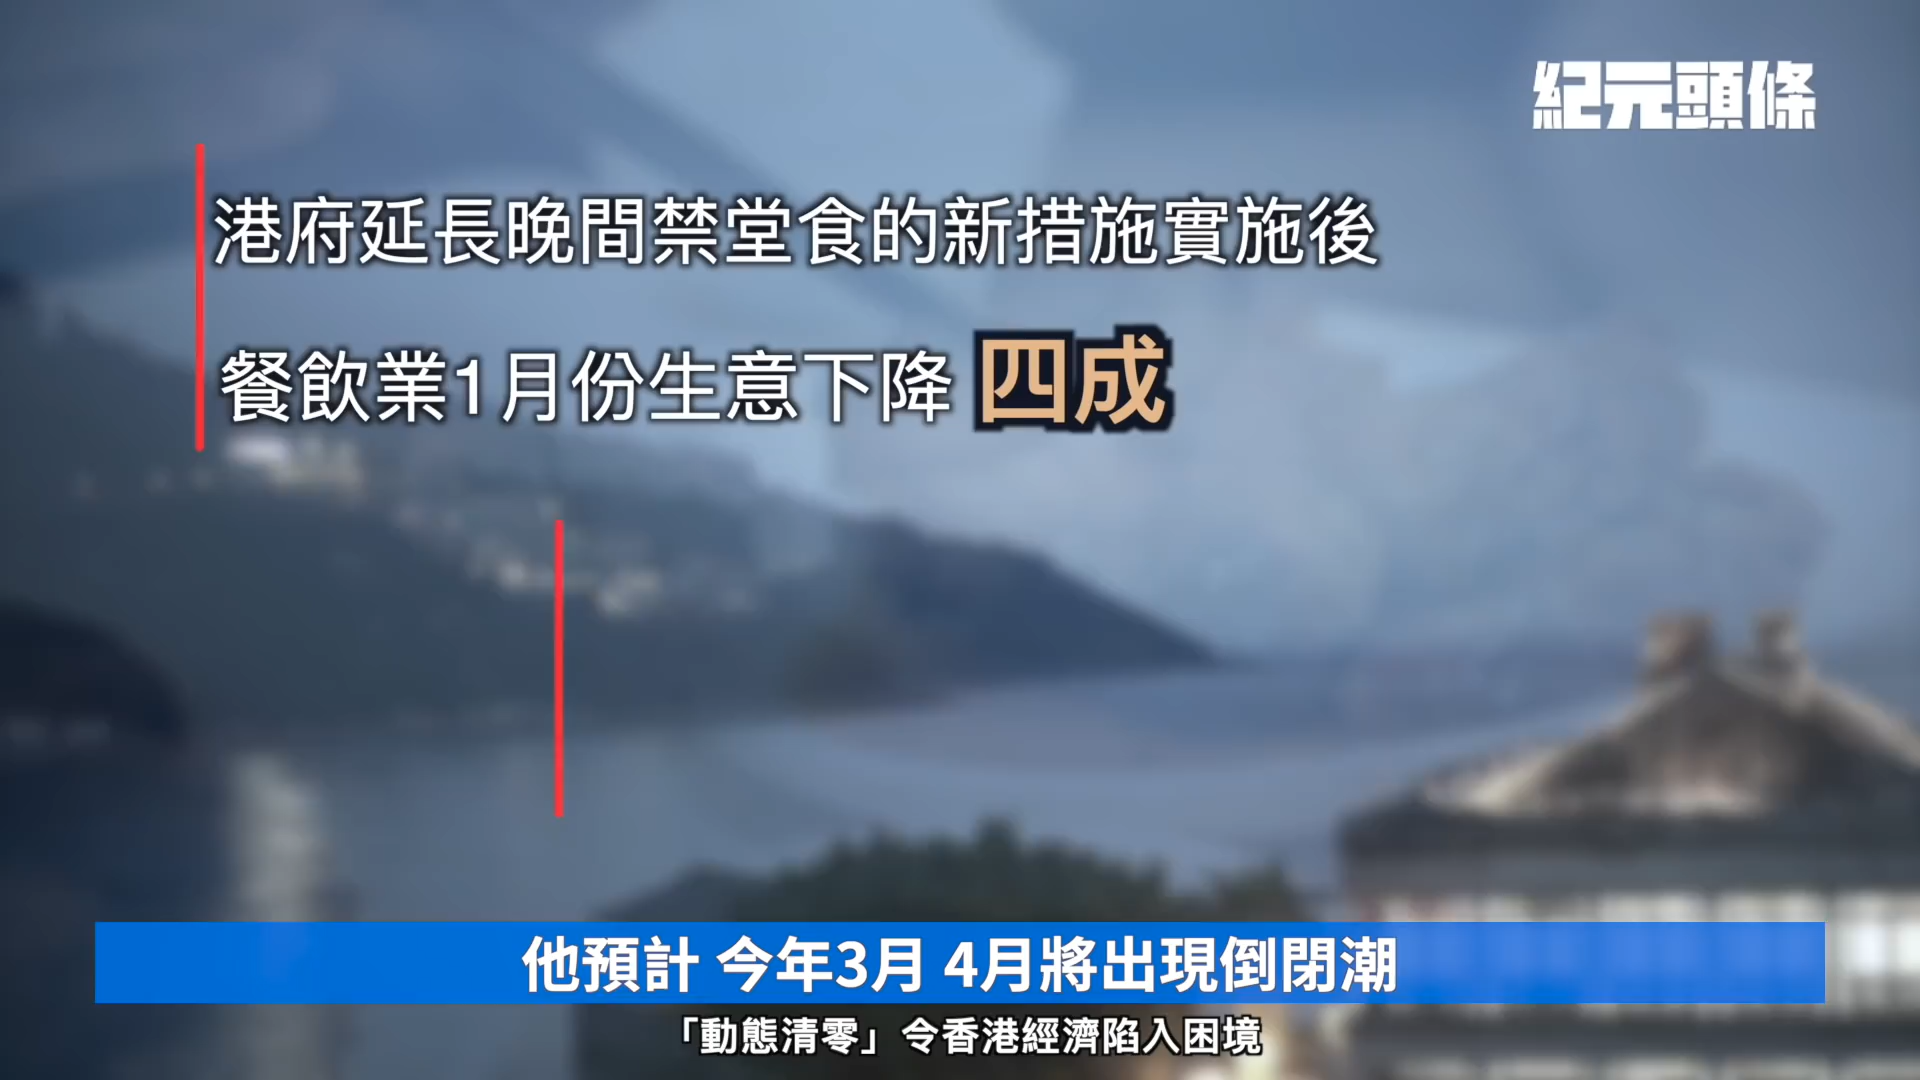 紀元頭條
港府延長晚間禁堂食的新措施實施後
餐飲業1月份生意下降 四成
他預計 今年3月 4月將出現倒閉潮
「動態清零」令香港經濟陷入困境